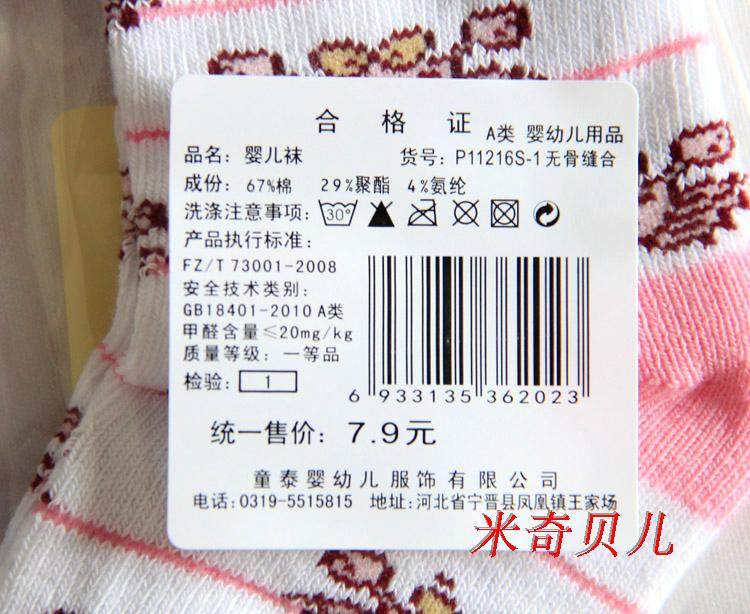 合格证
A类 婴幼儿用品
品名：婴儿袜 货号：P11216S-1无骨缝合
成份：67%棉 29%聚酯 4%氨纶
洗涤注意事项：30°
产品执行标准：
FZ/T 73001-2008
安全技术类别：
GB18401-2010 A类
甲醛含量≤20mg/kg
质量等级：一等品
检验：1
6 933135 362023
统一售价：7.9元
童泰婴幼儿服饰有限公司
电话：0319-5515815 地址：河北省宁晋县凤凰镇王家场
米奇贝儿